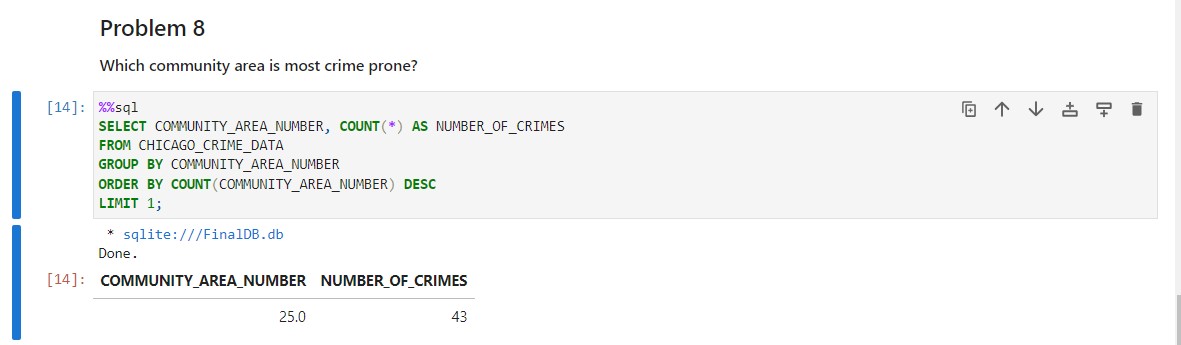 Problem 8
Which community area is most crime prone?
[14]: %%sql
SELECT COMMUNITY_AREA_NUMBER, COUNT(*) AS NUMBER_OF_CRIMES
FROM CHICAGO_CRIME_DATA
GROUP BY COMMUNITY_AREA_NUMBER
ORDER BY COUNT(COMMUNITY_AREA_NUMBER) DESC
LIMIT 1;
* sqlite:///FinalDB.db
Done.
[14]: COMMUNITY_AREA_NUMBER NUMBER_OF_CRIMES
25.0 43